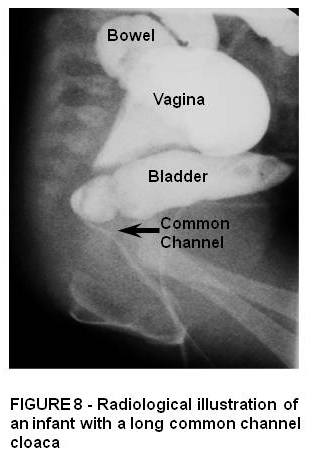 Bowel
Vagina
Bladder
Common
Channel
FIGURE 8 - Radiological illustration of
an infant with a long common channel
cloaca